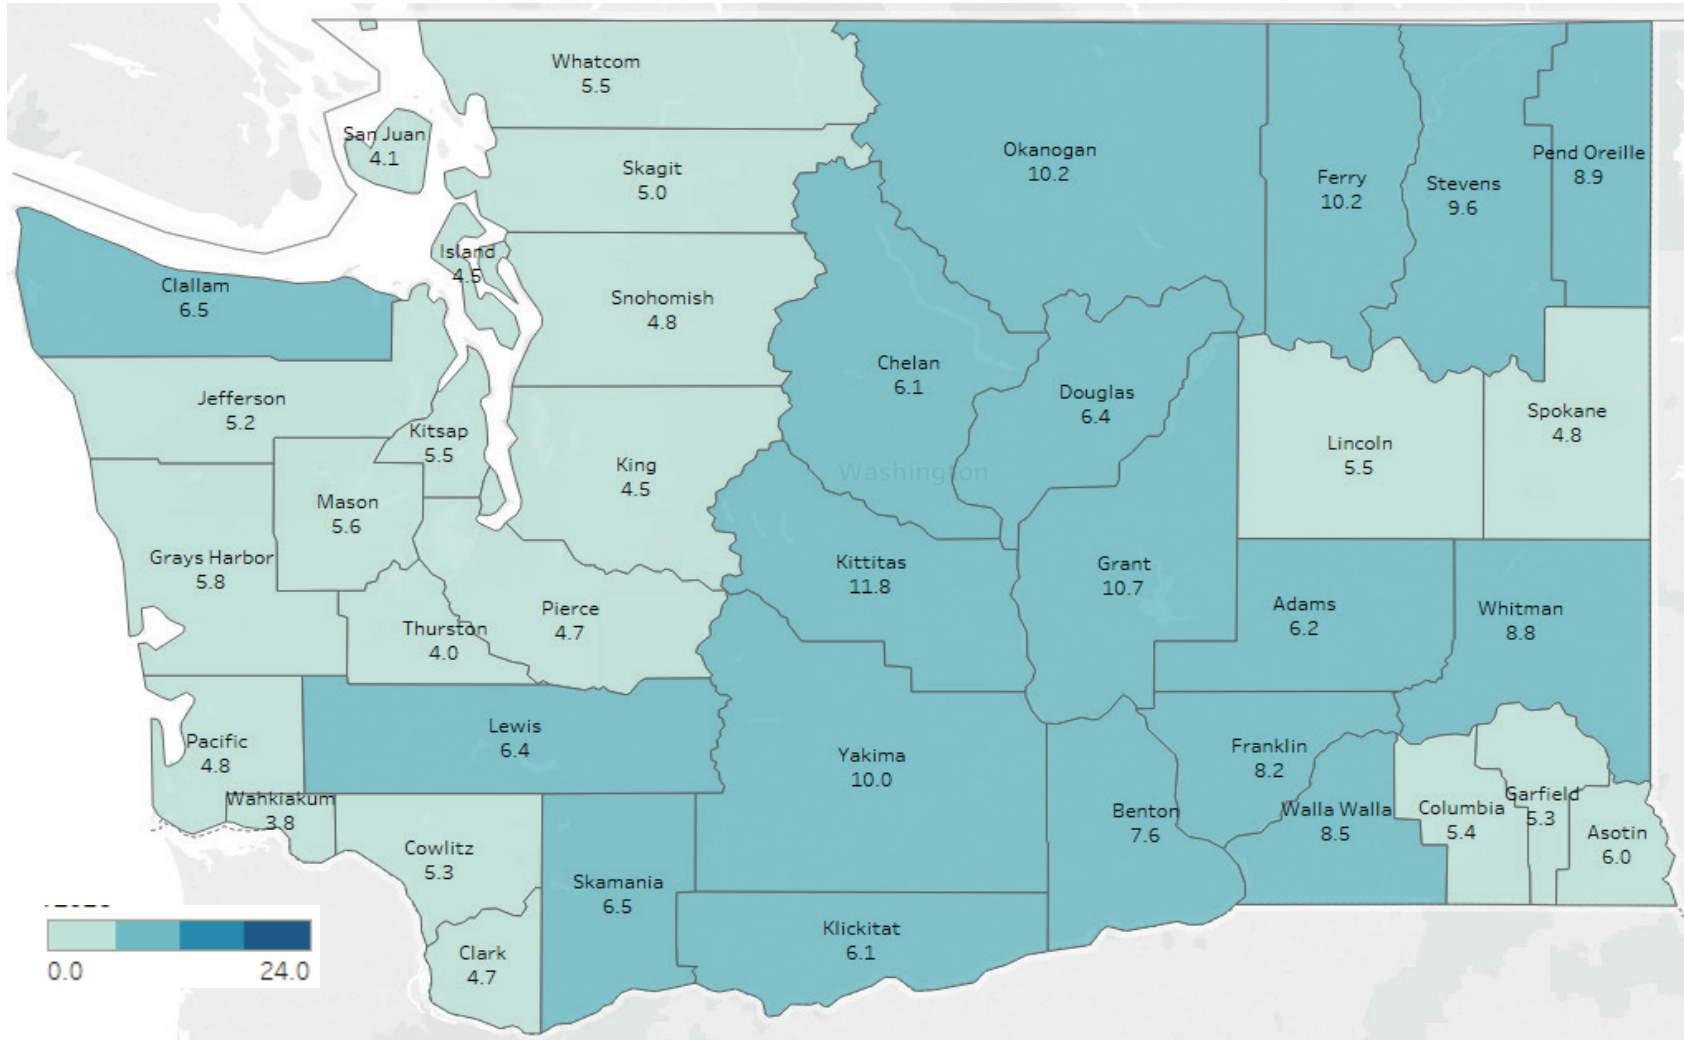 Whatcom
5.5
San Juan
4.1
Skagit
5.0
Okanogan
10.2
Ferry
10.2
Stevens
9.6
Pend Oreille
8.9
Island
4.5
Clallam
6.5
Snohomish
4.8
Chelan
6.1
Douglas
6.4
Jefferson
5.2
Kitsap
5.5
King
4.5
Washington
Lincoln
5.5
Spokane
4.8
Mason
5.6
Grays Harbor
5.8
Kittitas
11.8
Grant
10.7
Pierce
4.7
Thurston
4.0
Adams
6.2
Whitman
8.8
Lewis
6.4
Pacific
4.8
Yakima
10.0
Franklin
8.2
Wahkiakum
3.8
Benton
7.6
Walla Walla
8.5
Columbia
5.4
Garfield
5.3
Asotin
6.0
Cowlitz
5.3
Skamania
6.5
Klickitat
6.1
Clark
4.7
0.0
24.0